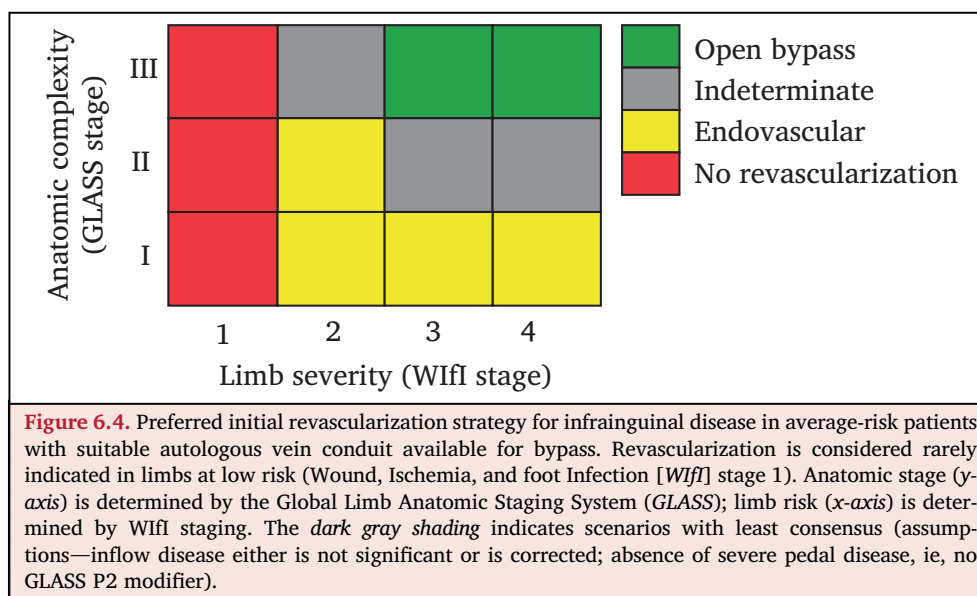 Anatomic complexity
(GLASS stage)
III
II
I
1 2 3 4
Limb severity (WIfI stage)
Open bypass
Indeterminate
Endovascular
No revascularization
Figure 6.4. Preferred initial revascularization strategy for infrainguinal disease in average-risk patients
with suitable autologous vein conduit available for bypass. Revascularization is considered rarely
indicated in limbs at low risk (Wound, Ischemia, and foot Infection [WIfI] stage 1). Anatomic stage (y-
axis) is determined by the Global Limb Anatomic Staging System (GLASS); limb risk (x-axis) is deter-
mined by WIfI staging. The dark gray shading indicates scenarios with least consensus (assump-
tions—inflow disease either is not significant or is corrected; absence of severe pedal disease, ie, no
GLASS P2 modifier).